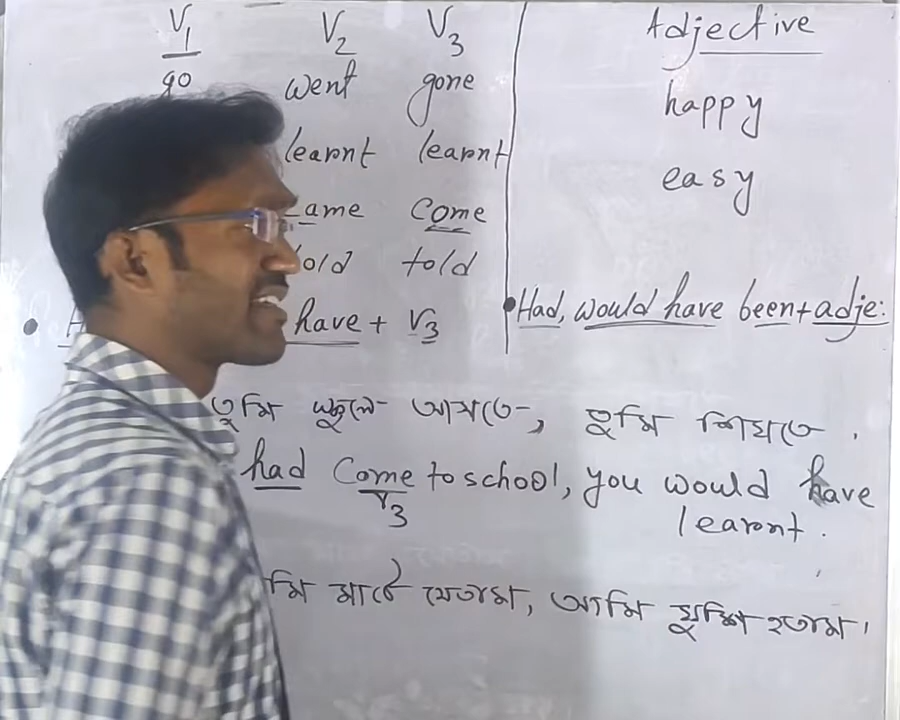 V1 V2 V3 Adjective
go went gone happy
learnt learnt easy
ame Come
old told
have + V3 • Had, would have been + adje:
তুমি স্কুলে আসতে, তুমি শিখতে .
had Come to school, you would have
V3
learnt .
মি মাঠে যেতাম, আমি খুশি হতাম।